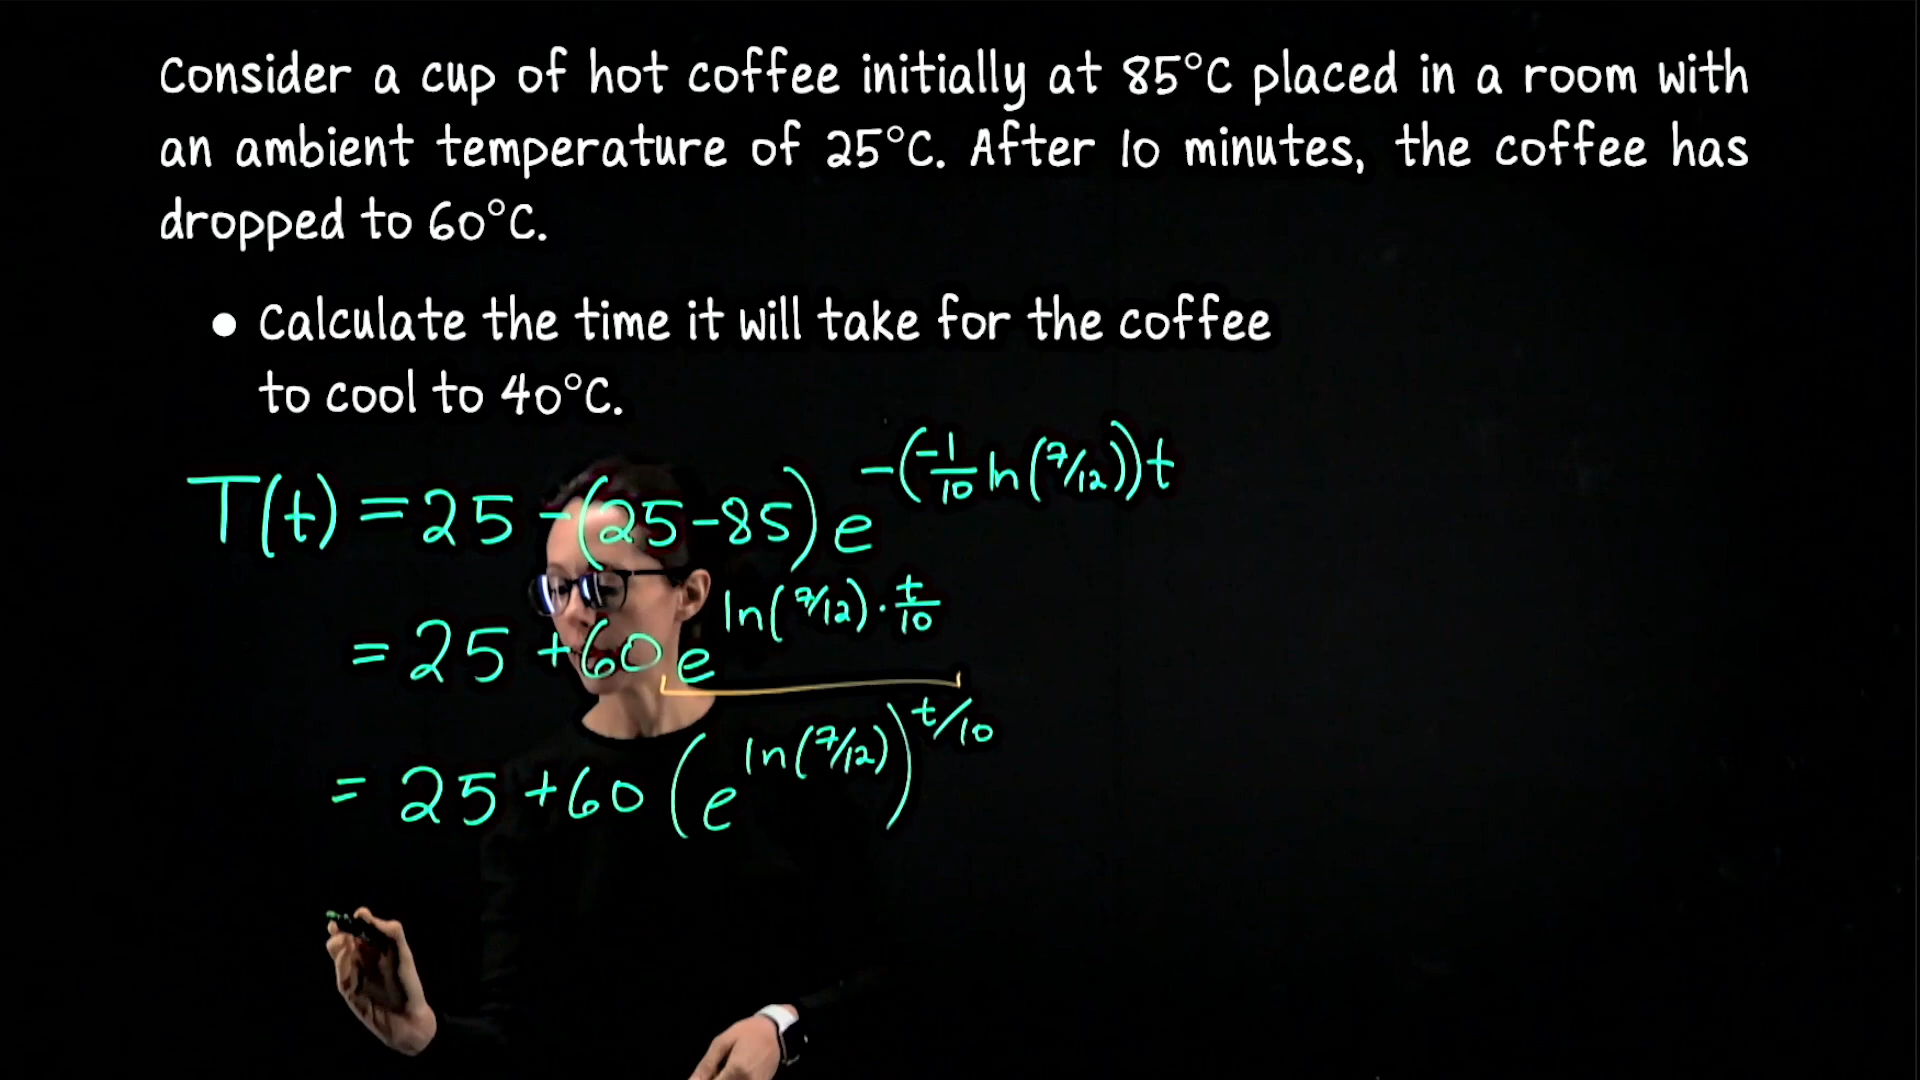 Consider a cup of hot coffee initially at 85°C placed in a room with
an ambient temperature of 25°C. After 10 minutes, the coffee has
dropped to 60°C.
• Calculate the time it will take for the coffee
to cool to 40°C.
T(t) = 25 -(25-85) e^{-(-1/10 ln(7/12))t}
= 25 +60 e^{ln(7/12)·t/10}
= 25 +60 (e^{ln(7/12)})^{t/10}